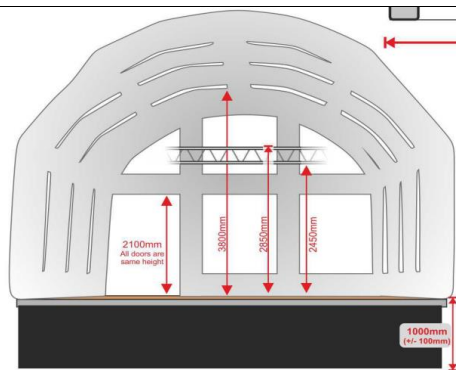 2100mm
All doors are
same height
3800mm
2850mm
2450mm
1000mm
(+/- 100mm)